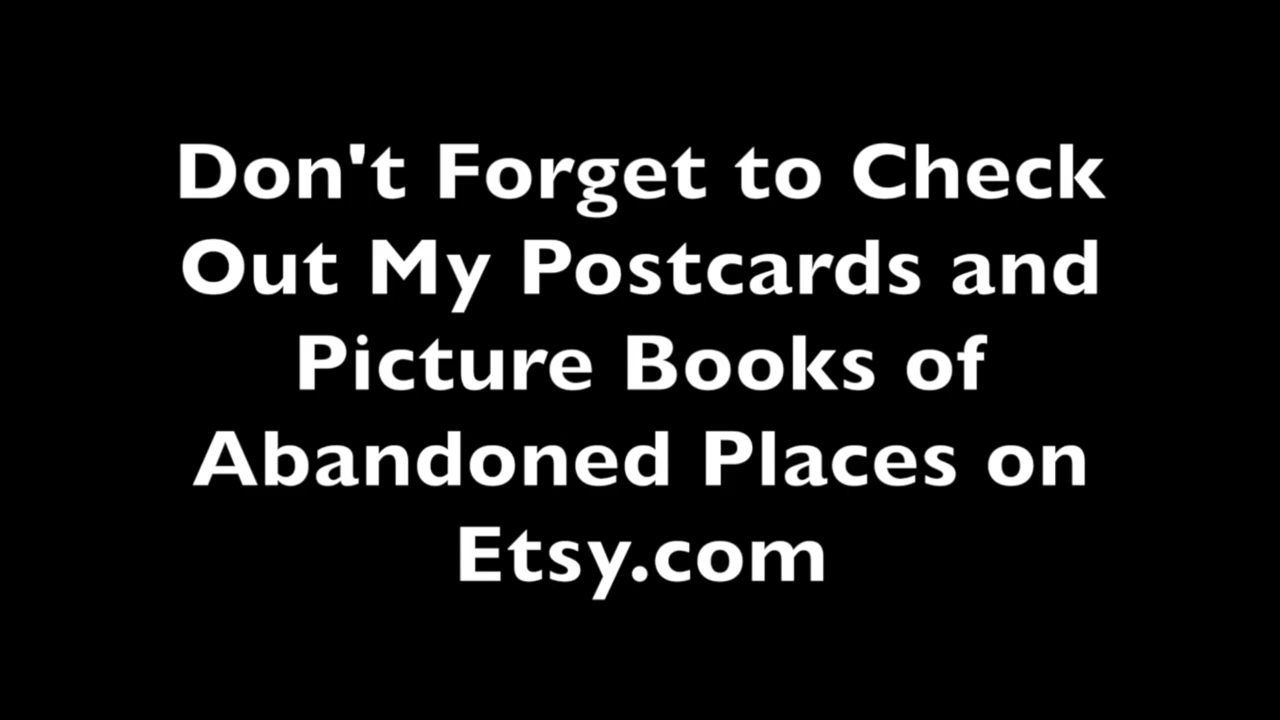 Don't Forget to Check
Out My Postcards and
Picture Books of
Abandoned Places on
Etsy.com